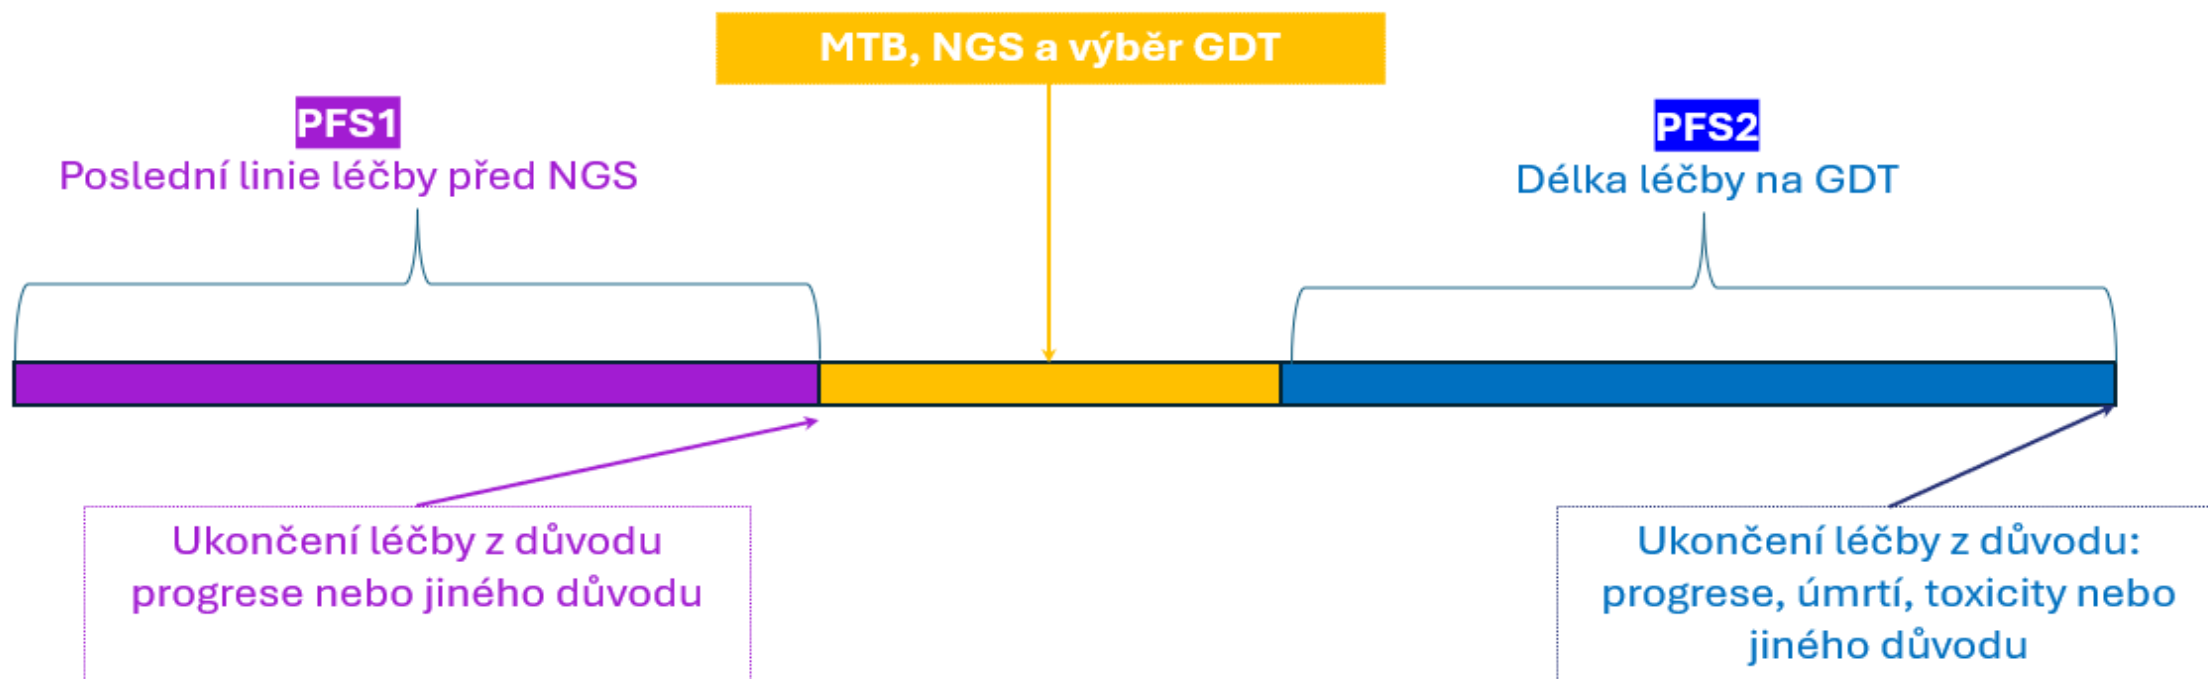 MTB, NGS a výběr GDT
PFS1
Poslední linie léčby před NGS
PFS2
Délka léčby na GDT
Ukončení léčby z důvodu
progrese nebo jiného důvodu
Ukončení léčby z důvodu:
progrese, úmrtí, toxicity nebo
jiného důvodu